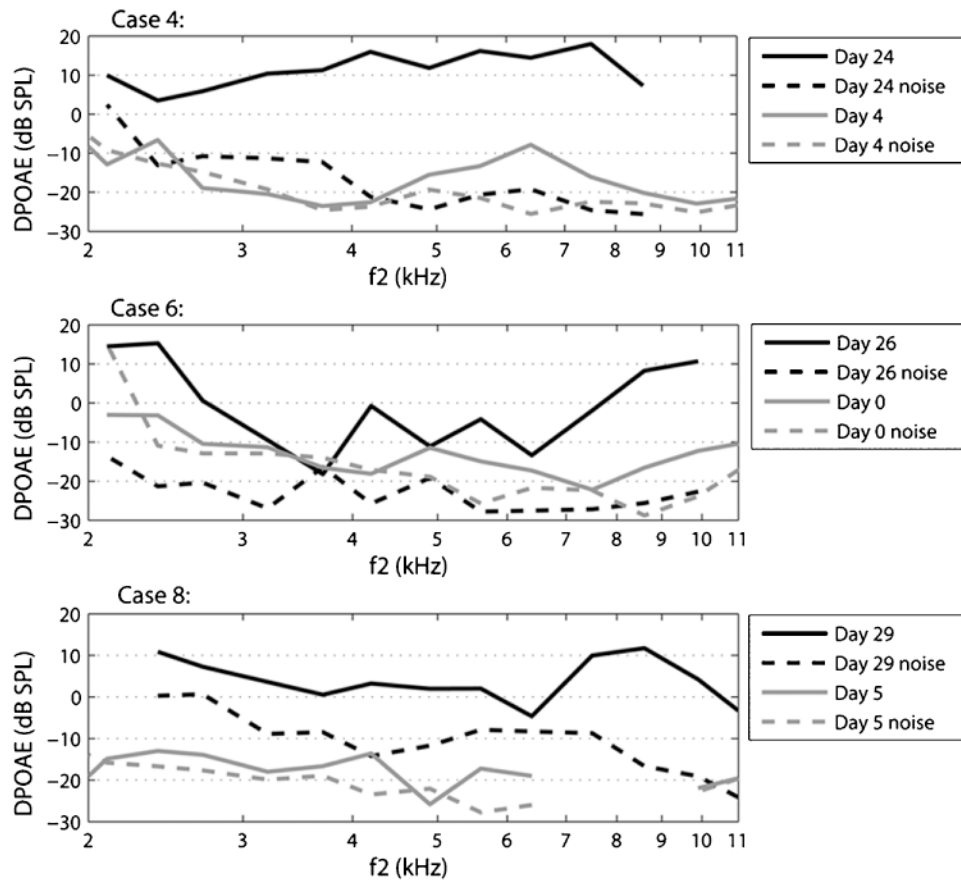 Case 4:
DPOAE (dB SPL)
20
10
0
−10
−20
−30
2 3 4 5 6 7 8 9 10 11
f2 (kHz)
Day 24
Day 24 noise
Day 4
Day 4 noise
Case 6:
DPOAE (dB SPL)
20
10
0
−10
−20
−30
2 3 4 5 6 7 8 9 10 11
f2 (kHz)
Day 26
Day 26 noise
Day 0
Day 0 noise
Case 8:
DPOAE (dB SPL)
20
10
0
−10
−20
−30
2 3 4 5 6 7 8 9 10 11
f2 (kHz)
Day 29
Day 29 noise
Day 5
Day 5 noise